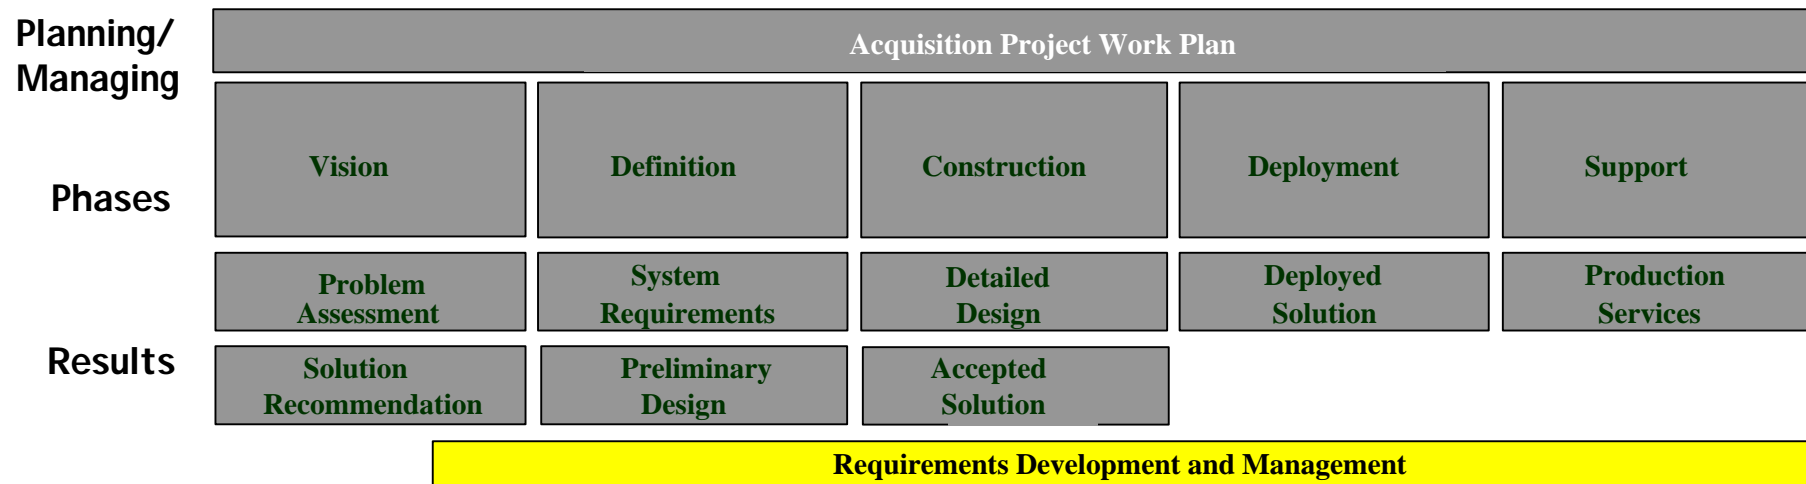 Planning/
Managing
Acquisition Project Work Plan
Phases
Vision
Definition
Construction
Deployment
Support
Results
Problem
Assessment
System
Requirements
Detailed
Design
Deployed
Solution
Production
Services
Solution
Recommendation
Preliminary
Design
Accepted
Solution
Requirements Development and Management